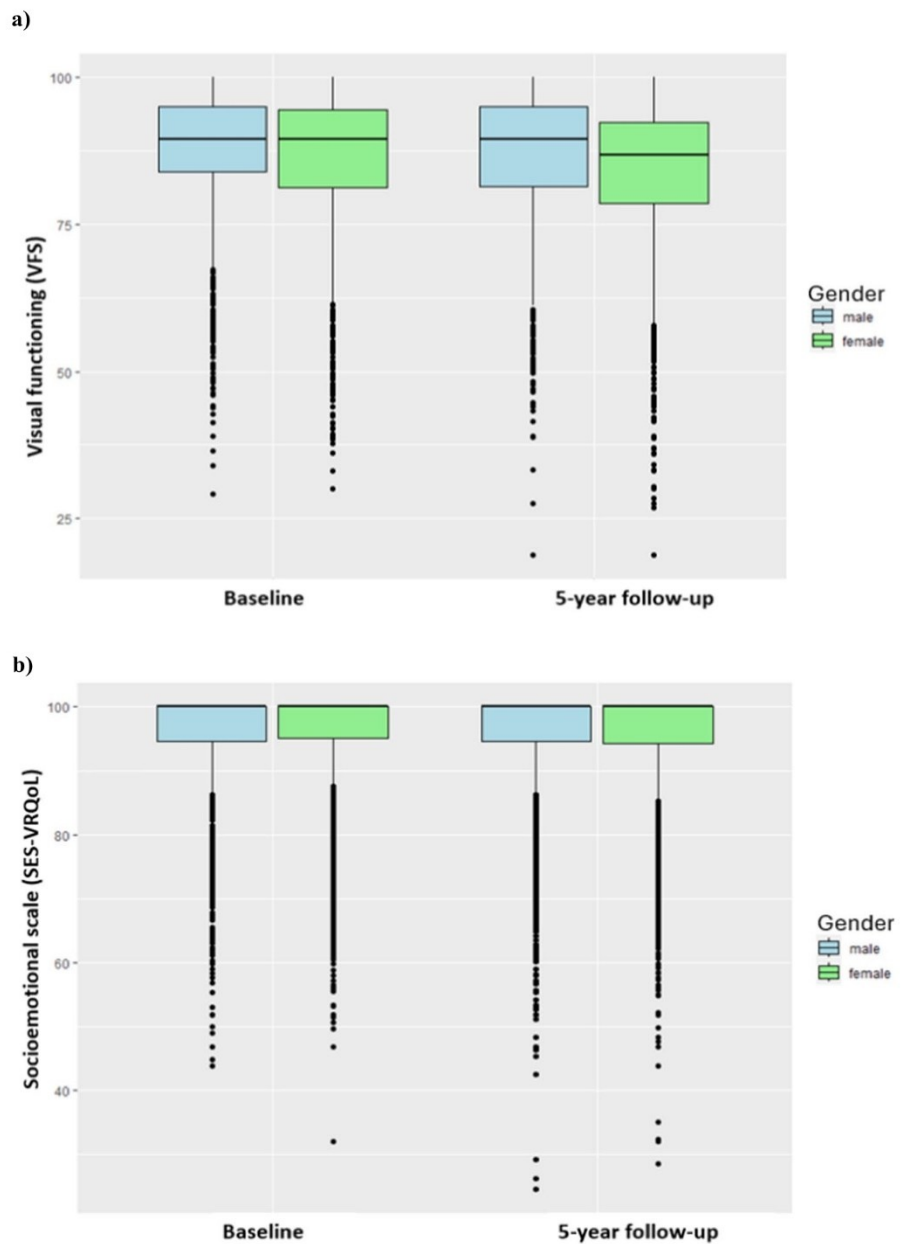 a)
100
75
50
25
Visual functioning (VFS)
Baseline
5-year follow-up
Gender
male
female
b)
100
80
60
40
Socioemotional scale (SES-VRQoL)
Baseline
5-year follow-up
Gender
male
female